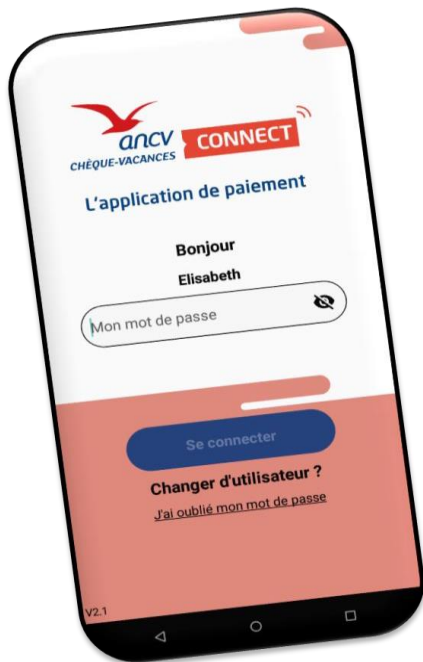 ancv
CONNECT
CHÈQUE-VACANCES
L'application de paiement
Bonjour
Elisabeth
Mon mot de passe
Se connecter
Changer d'utilisateur ?
J'ai oublié mon mot de passe
V2.1